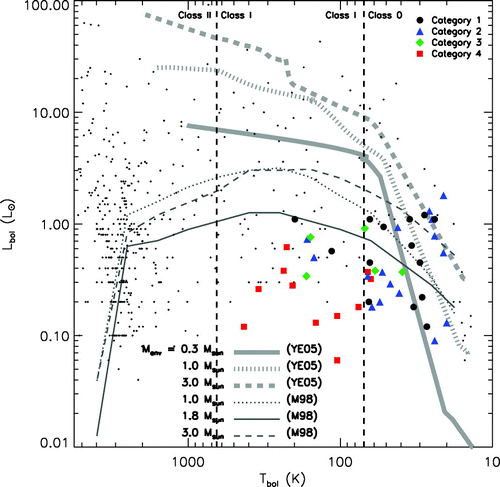 Class II
Class I
Class I
Class 0
Category 1
Category 2
Category 3
Category 4
100.00
10.00
1.00
0.10
0.01
L_bol (L_⊙)
M_env = 0.3 M_sun (YE05)
1.0 M_sun (YE05)
3.0 M_sun (YE05)
1.0 M_sun (M98)
1.8 M_sun (M98)
3.0 M_sun (M98)
1000
100
10
T_bol (K)